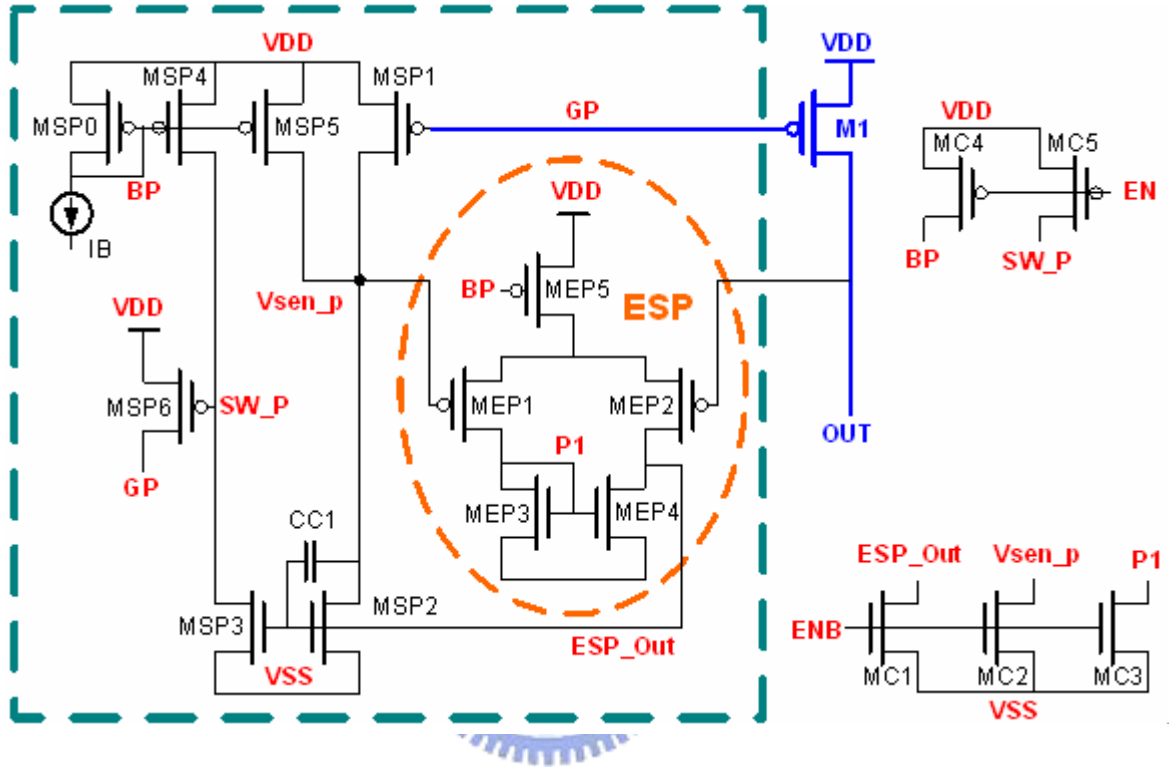 VDD
VDD
MSP4
MSP1
GP
MSP0
MSP5
M1
VDD
MC4
MC5
BP
VDD
EN
IB
BP
MEP5
BP
SW_P
Vsen_p
ESP
VDD
MSP6
SW_P
MEP1
MEP2
OUT
P1
GP
MEP3
MEP4
CC1
ESP_Out
Vsen_p
P1
MSP3
MSP2
ENB
ESP_Out
VSS
MC1
MC2
MC3
VSS